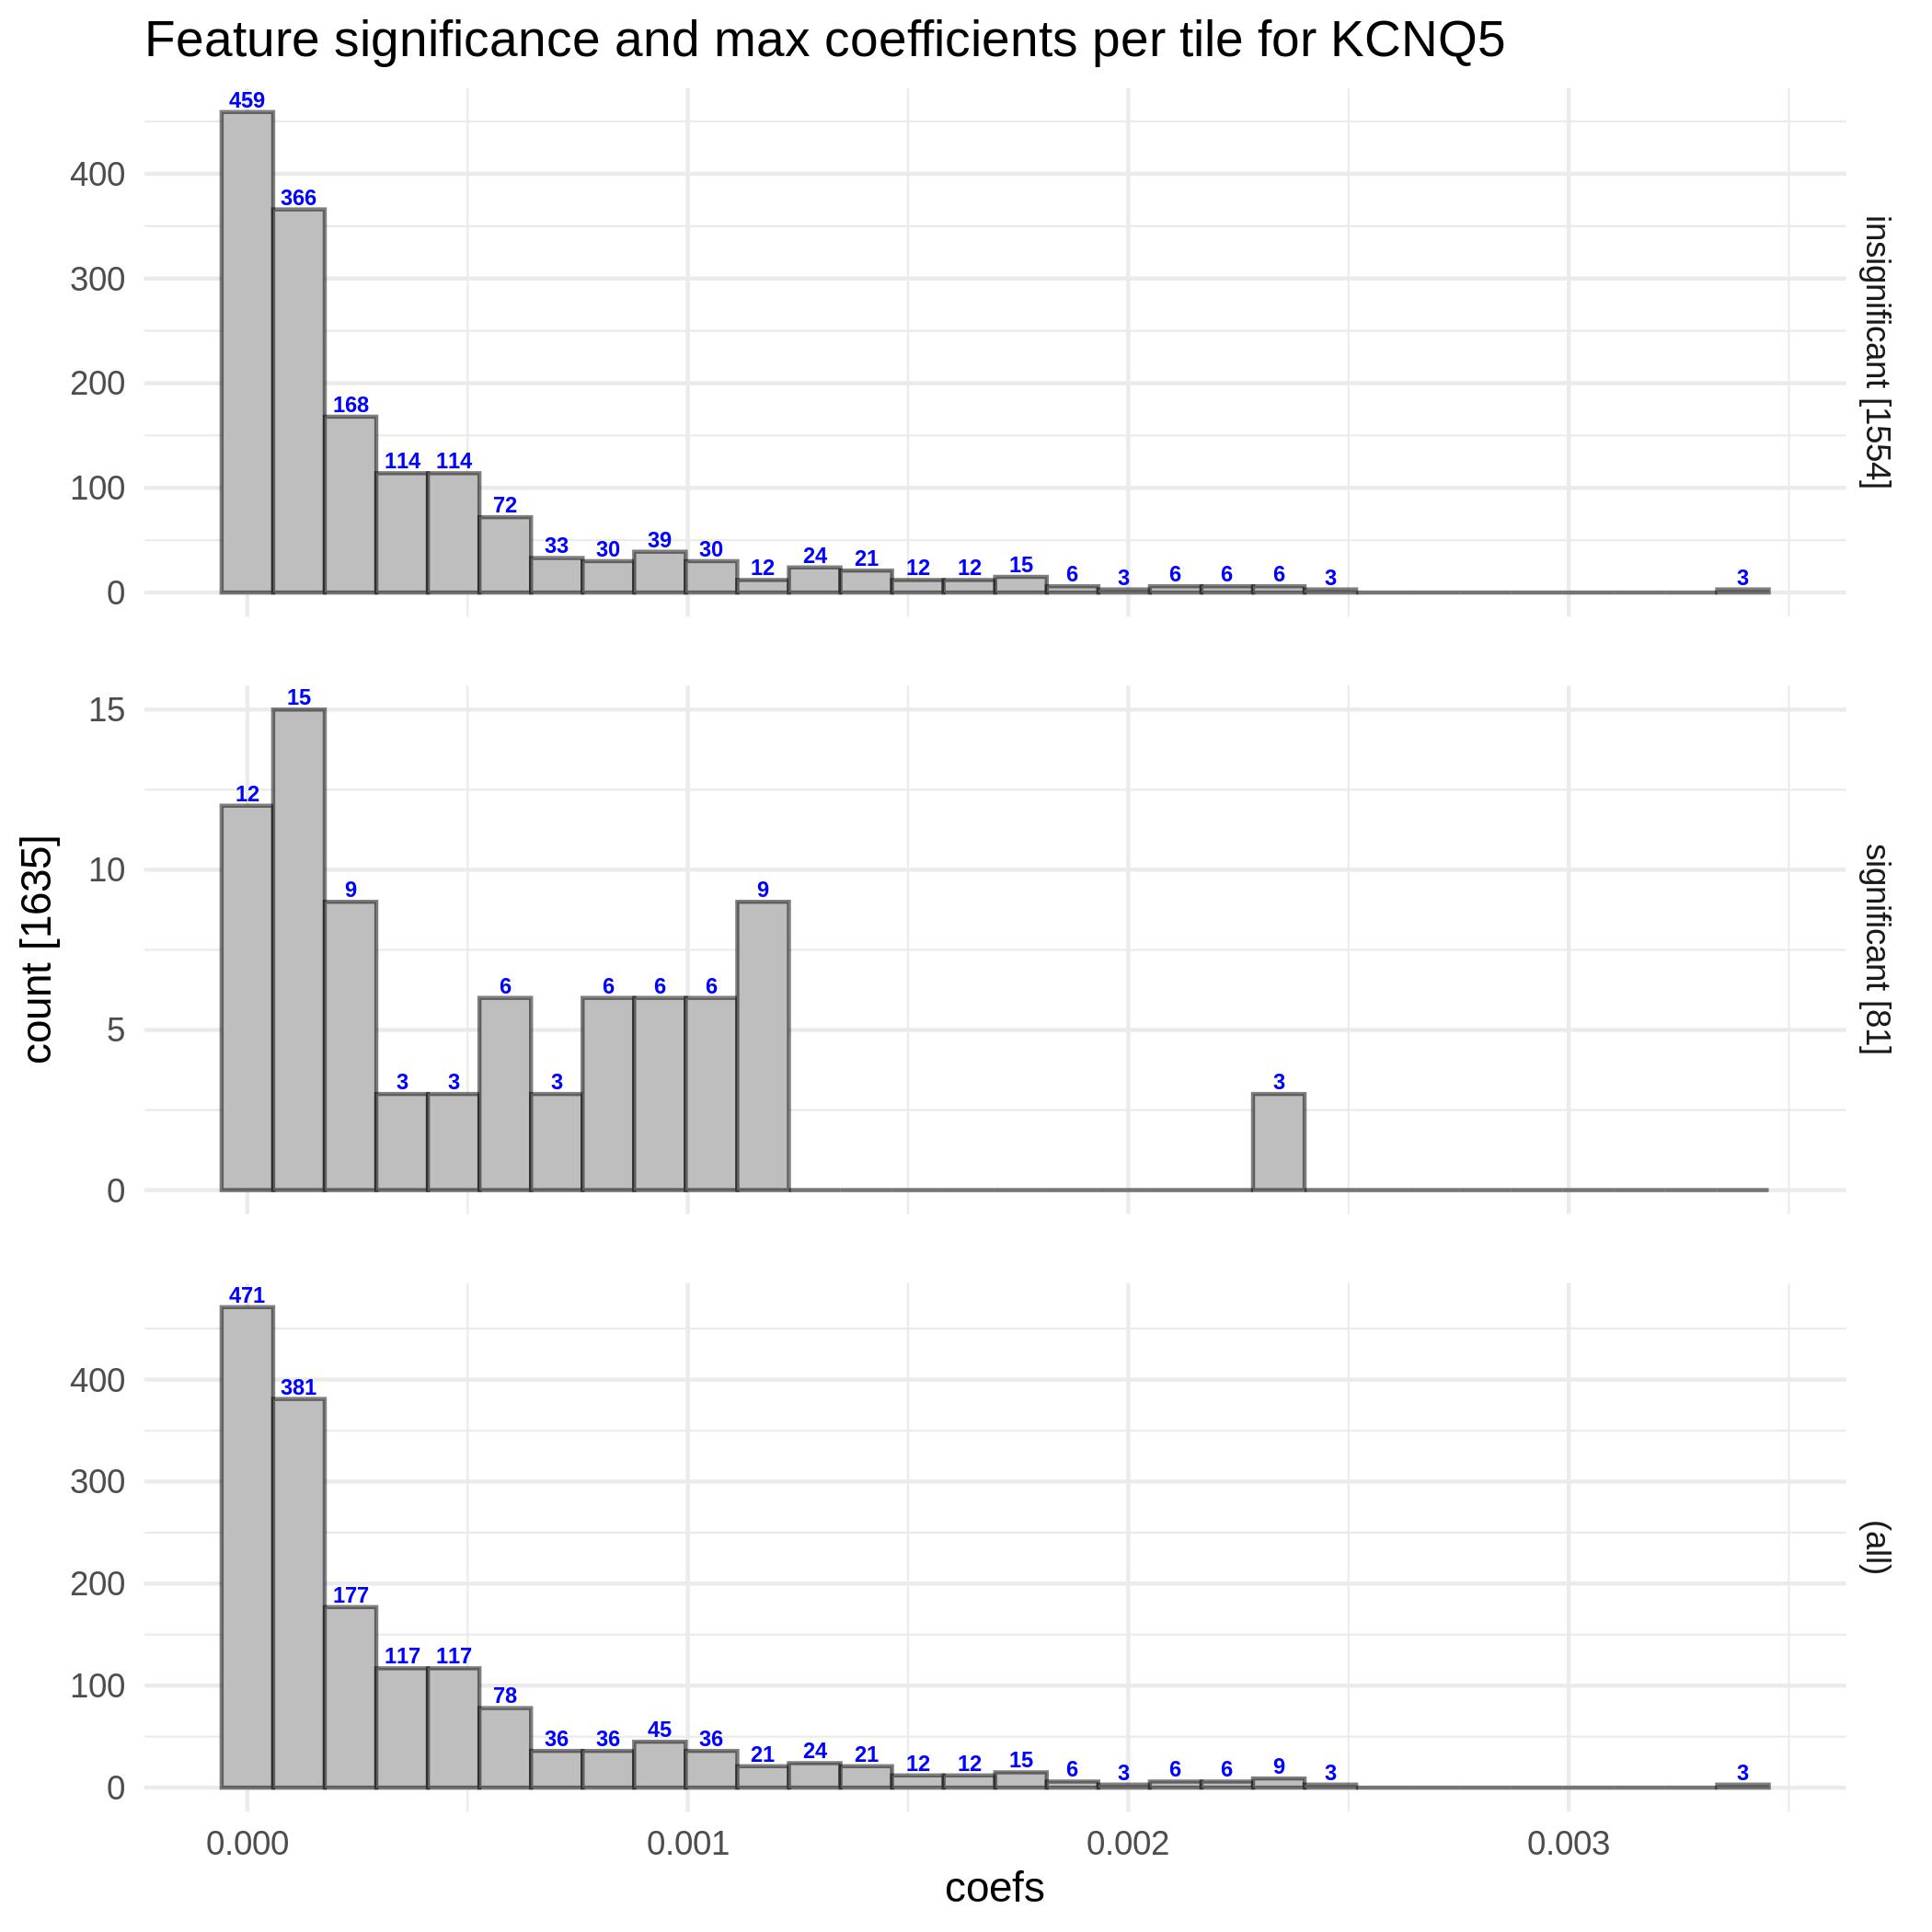 Feature significance and max coefficients per tile for KCNQ5
459
366
168
114 114
72
33 30 39 30 12 24 21 12 12 15 6 3 6 6 6 3 3
400
300
200
100
0
insignificant [1554]
15
12
9
3 3 6 3 6 6 6 9 3
15
10
5
0
significant [81]
count [1635]
471
381
177
117 117
78
36 36 45 36 21 24 21 12 12 15 6 3 6 6 9 3 3
400
300
200
100
0
(all)
0.000 0.001 0.002 0.003
coefs